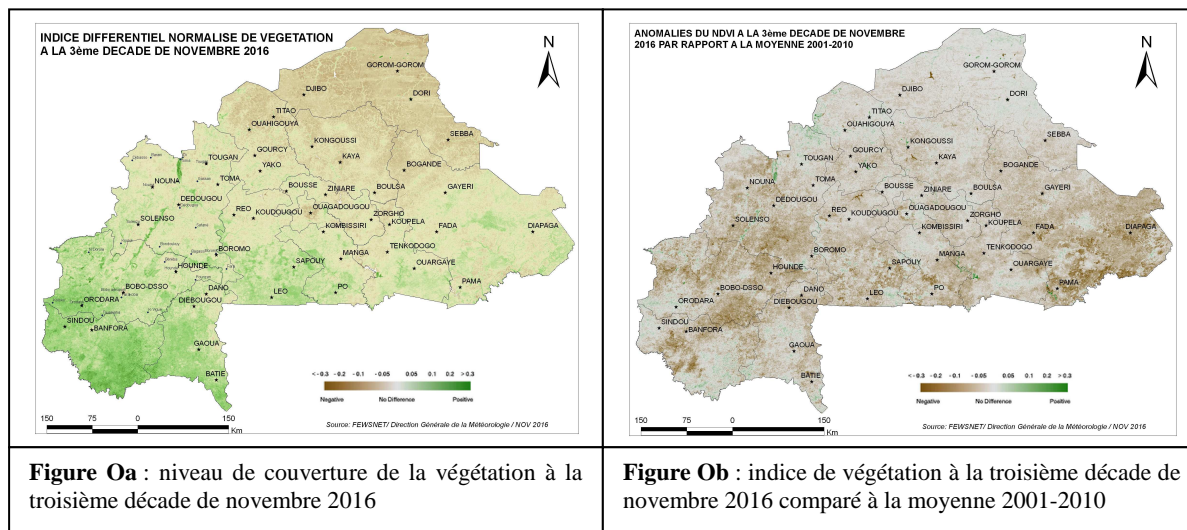 INDICE DIFFERENTIEL NORMALISE DE VEGETATION
A LA 3ème DECADE DE NOVEMBRE 2016
N
GOROM-GOROM
DJIBO
DORI
TITAO
OUAHIGOUYA
SEBBA
KONGOUSSI
GOURCY
TOUGAN
KAYA
YAKO
BOGANDE
NOUNA
TOMA
BOUSSE
ZINIARE
BOULSA
GAYERI
DEDOUGOU
REO
KOUDOUGOU
OUAGADOUGOU
ZORGHO
KOUPELA
SOLENSO
KOMBISSIRI
FADA
DIAPAGA
BOROMO
TENKODOGO
MANGA
SAPOUY
OUARGAYE
HOUNDE
PAMA
BOBO-DSSO
DANO
LEO
PO
ORODARA
DIEBOUGOU
SINDOU
BANFORA
GAOUA
BATIE
<- 0.3 -0.2 - 0.1 - 0.05 0.05 0.1 0.2 > 0.3
Negative No Difference Positive
150 75 0 150
Km
Source: FEWSNET/ Direction Générale de la Météorologie / NOV 2016
ANOMALIES DU NDVI A LA 3ème DECADE DE NOVEMBRE
2016 PAR RAPPORT A LA MOYENNE 2001-2010
N
GOROM-GOROM
DJIBO
DORI
TITAO
OUAHIGOUYA
SEBBA
KONGOUSSI
GOURCY
TOUGAN
KAYA
YAKO
BOGANDE
NOUNA
TOMA
BOUSSE
ZINIARE
BOULSA
GAYERI
DEDOUGOU
REO
KOUDOUGOU
OUAGADOUGOU
ZORGHO
KOUPELA
SOLENSO
KOMBISSIRI
FADA
DIAPAGA
BOROMO
TENKODOGO
MANGA
SAPOUY
OUARGAYE
HOUNDE
PAMA
BOBO-DSSO
DANO
LEO
PO
ORODARA
DIEBOUGOU
SINDOU
BANFORA
GAOUA
BATIE
<- 0.3 -0.2 - 0.1 - 0.05 0.05 0.1 0.2 > 0.3
Negative No Difference Positive
150 75 0 150
Km
Source: FEWSNET/ Direction Générale de la Météorologie / NOV 2016
Figure Oa : niveau de couverture de la végétation à la
troisième décade de novembre 2016
Figure Ob : indice de végétation à la troisième décade de
novembre 2016 comparé à la moyenne 2001-2010